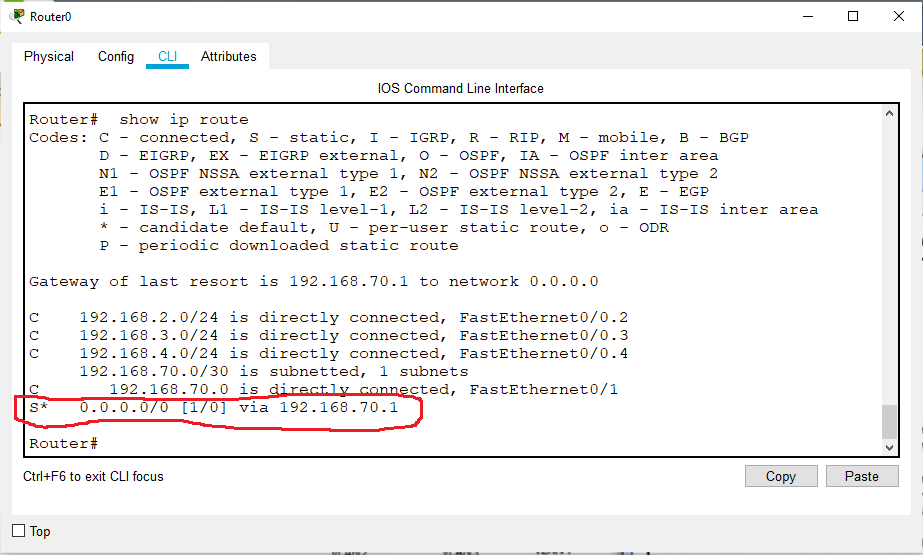 Router0
Physical Config CLI Attributes
IOS Command Line Interface
Router#  show ip route
Codes: C - connected, S - static, I - IGRP, R - RIP, M - mobile, B - BGP
       D - EIGRP, EX - EIGRP external, O - OSPF, IA - OSPF inter area
       N1 - OSPF NSSA external type 1, N2 - OSPF NSSA external type 2
       E1 - OSPF external type 1, E2 - OSPF external type 2, E - EGP
       i - IS-IS, L1 - IS-IS level-1, L2 - IS-IS level-2, ia - IS-IS inter area
       * - candidate default, U - per-user static route, o - ODR
       P - periodic downloaded static route
Gateway of last resort is 192.168.70.1 to network 0.0.0.0
C    192.168.2.0/24 is directly connected, FastEthernet0/0.2
C    192.168.3.0/24 is directly connected, FastEthernet0/0.3
C    192.168.4.0/24 is directly connected, FastEthernet0/0.4
     192.168.70.0/30 is subnetted, 1 subnets
C       192.168.70.0 is directly connected, FastEthernet0/1
S*   0.0.0.0/0 [1/0] via 192.168.70.1
Router#
Ctrl+F6 to exit CLI focus Copy Paste
Top